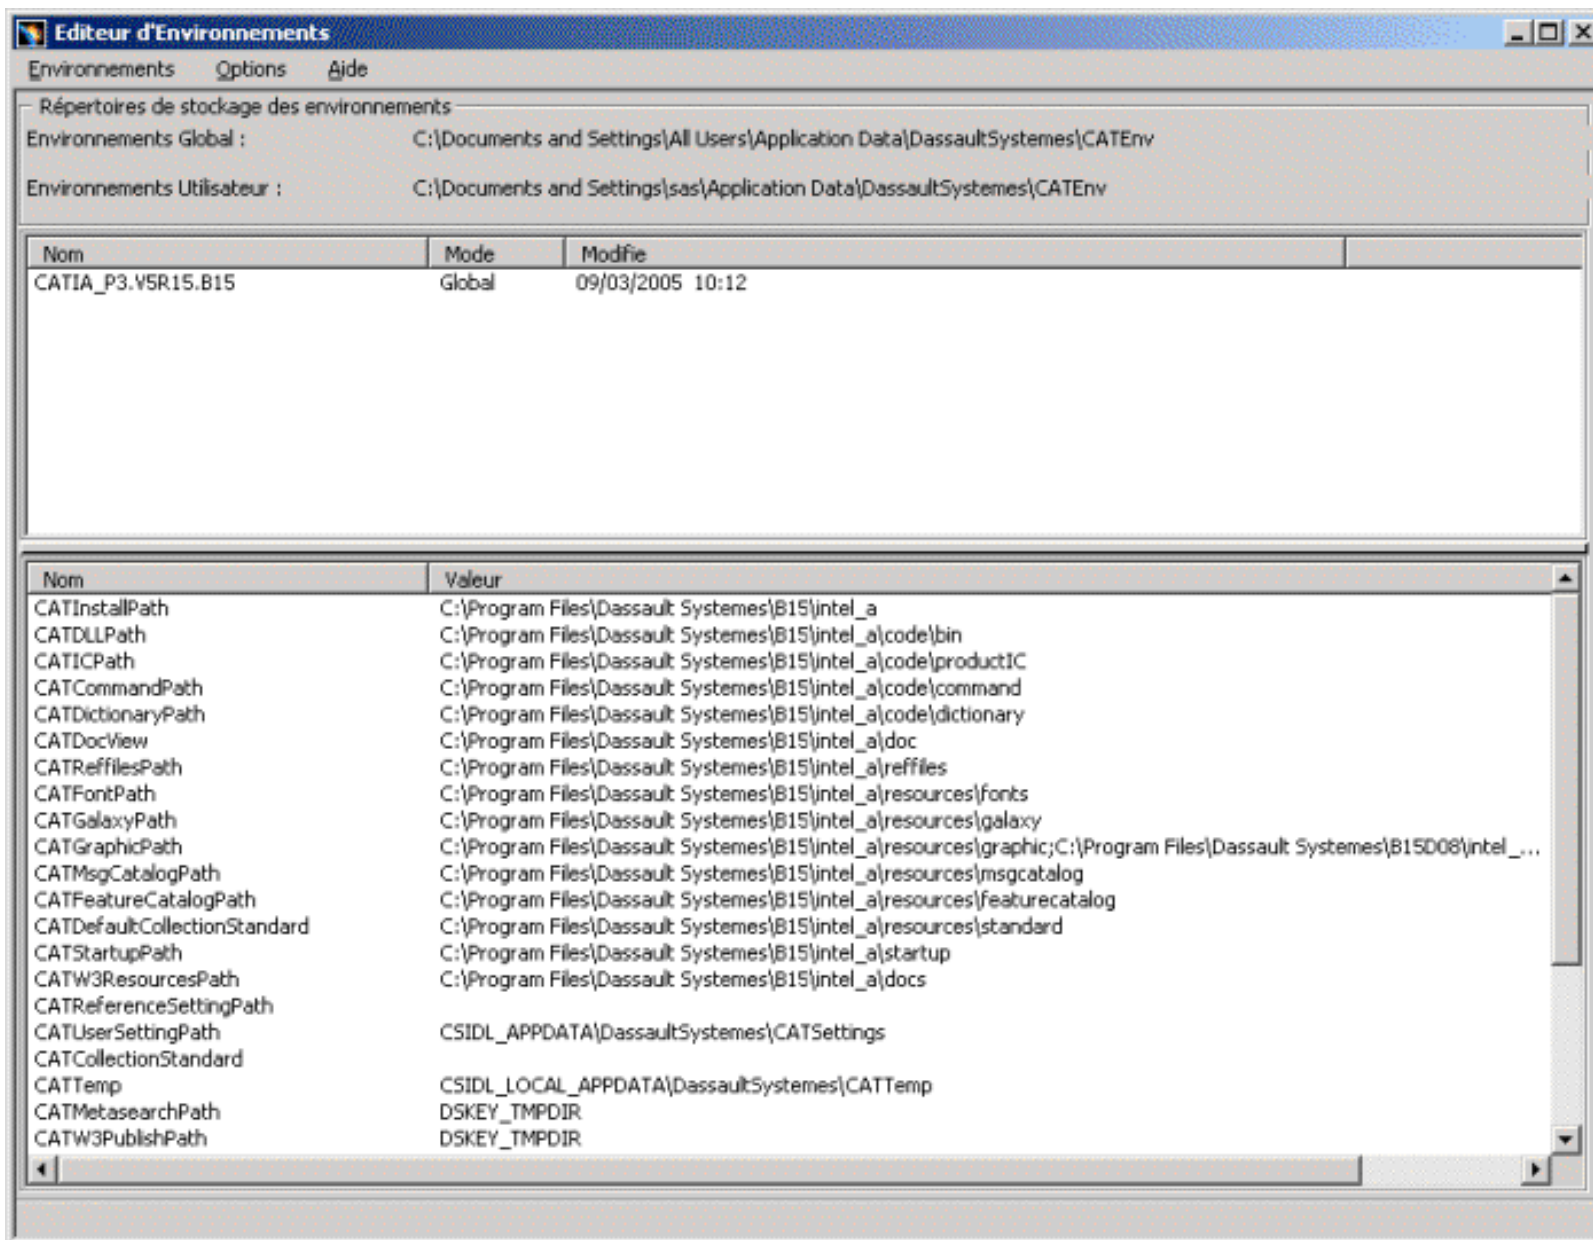 Editeur d'Environnements
Environnements Options Aide
Répertoires de stockage des environnements
Environnements Global : C:\Documents and Settings\All Users\Application Data\DassaultSystemes\CATEnv
Environnements Utilisateur : C:\Documents and Settings\sas\Application Data\DassaultSystemes\CATEnv
Nom Mode Modifie
CATIA_P3.V5R15.B15 Global 09/03/2005 10:12
Nom Valeur
CATInstallPath C:\Program Files\Dassault Systemes\B15\intel_a
CATDLLPath C:\Program Files\Dassault Systemes\B15\intel_a\code\bin
CATICPath C:\Program Files\Dassault Systemes\B15\intel_a\code\productIC
CATCommandPath C:\Program Files\Dassault Systemes\B15\intel_a\code\command
CATDictionaryPath C:\Program Files\Dassault Systemes\B15\intel_a\code\dictionary
CATDocView C:\Program Files\Dassault Systemes\B15\intel_a\doc
CATReffilesPath C:\Program Files\Dassault Systemes\B15\intel_a\reffiles
CATFontPath C:\Program Files\Dassault Systemes\B15\intel_a\resources\fonts
CATGalaxyPath C:\Program Files\Dassault Systemes\B15\intel_a\resources\galaxy
CATGraphicPath C:\Program Files\Dassault Systemes\B15\intel_a\resources\graphic;C:\Program Files\Dassault Systemes\B15D08\intel_...
CATMsgCatalogPath C:\Program Files\Dassault Systemes\B15\intel_a\resources\msgcatalog
CATFeatureCatalogPath C:\Program Files\Dassault Systemes\B15\intel_a\resources\featurecatalog
CATDefaultCollectionStandard C:\Program Files\Dassault Systemes\B15\intel_a\resources\standard
CATStartupPath C:\Program Files\Dassault Systemes\B15\intel_a\startup
CATW3ResourcesPath C:\Program Files\Dassault Systemes\B15\intel_a\docs
CATReferenceSettingPath
CATUserSettingPath CSIDL_APPDATA\DassaultSystemes\CATSettings
CATCollectionStandard
CATTemp CSIDL_LOCAL_APPDATA\DassaultSystemes\CATTemp
CATMetasearchPath DSKEY_TMPDIR
CATW3PublishPath DSKEY_TMPDIR